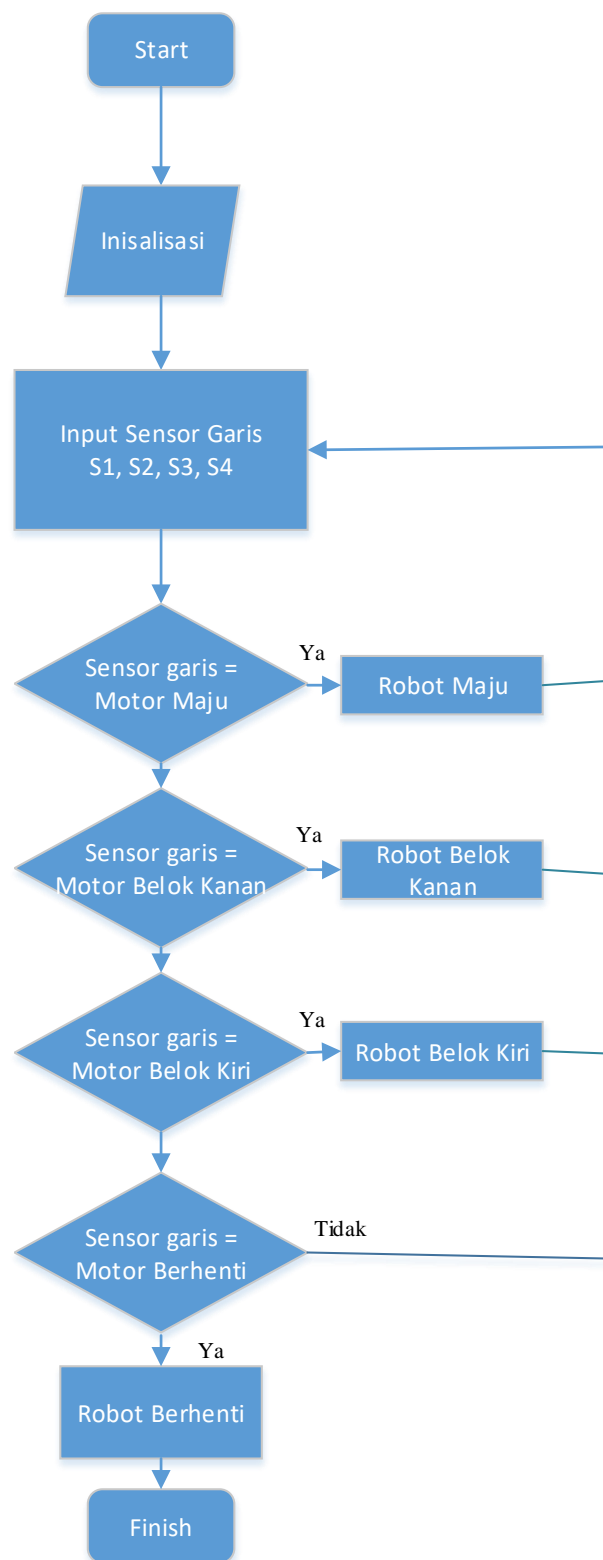 Start
Inisalisasi
Input Sensor Garis
S1, S2, S3, S4
Sensor garis =
Motor Maju
Ya
Robot Maju
Sensor garis =
Motor Belok Kanan
Ya
Robot Belok
Kanan
Sensor garis =
Motor Belok Kiri
Ya
Robot Belok Kiri
Sensor garis =
Motor Berhenti
Tidak
Ya
Robot Berhenti
Finish